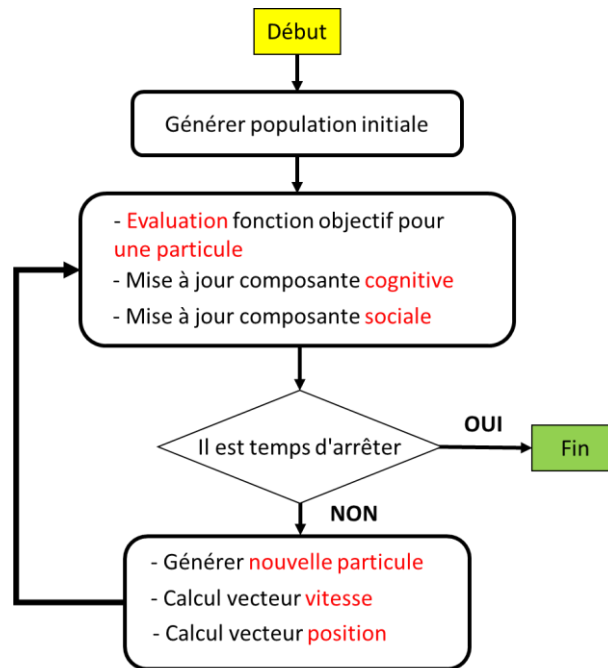 Début
Générer population initiale
- Evaluation fonction objectif pour
une particule
- Mise à jour composante cognitive
- Mise à jour composante sociale
Il est temps d'arrêter
OUI
Fin
NON
- Générer nouvelle particule
- Calcul vecteur vitesse
- Calcul vecteur position